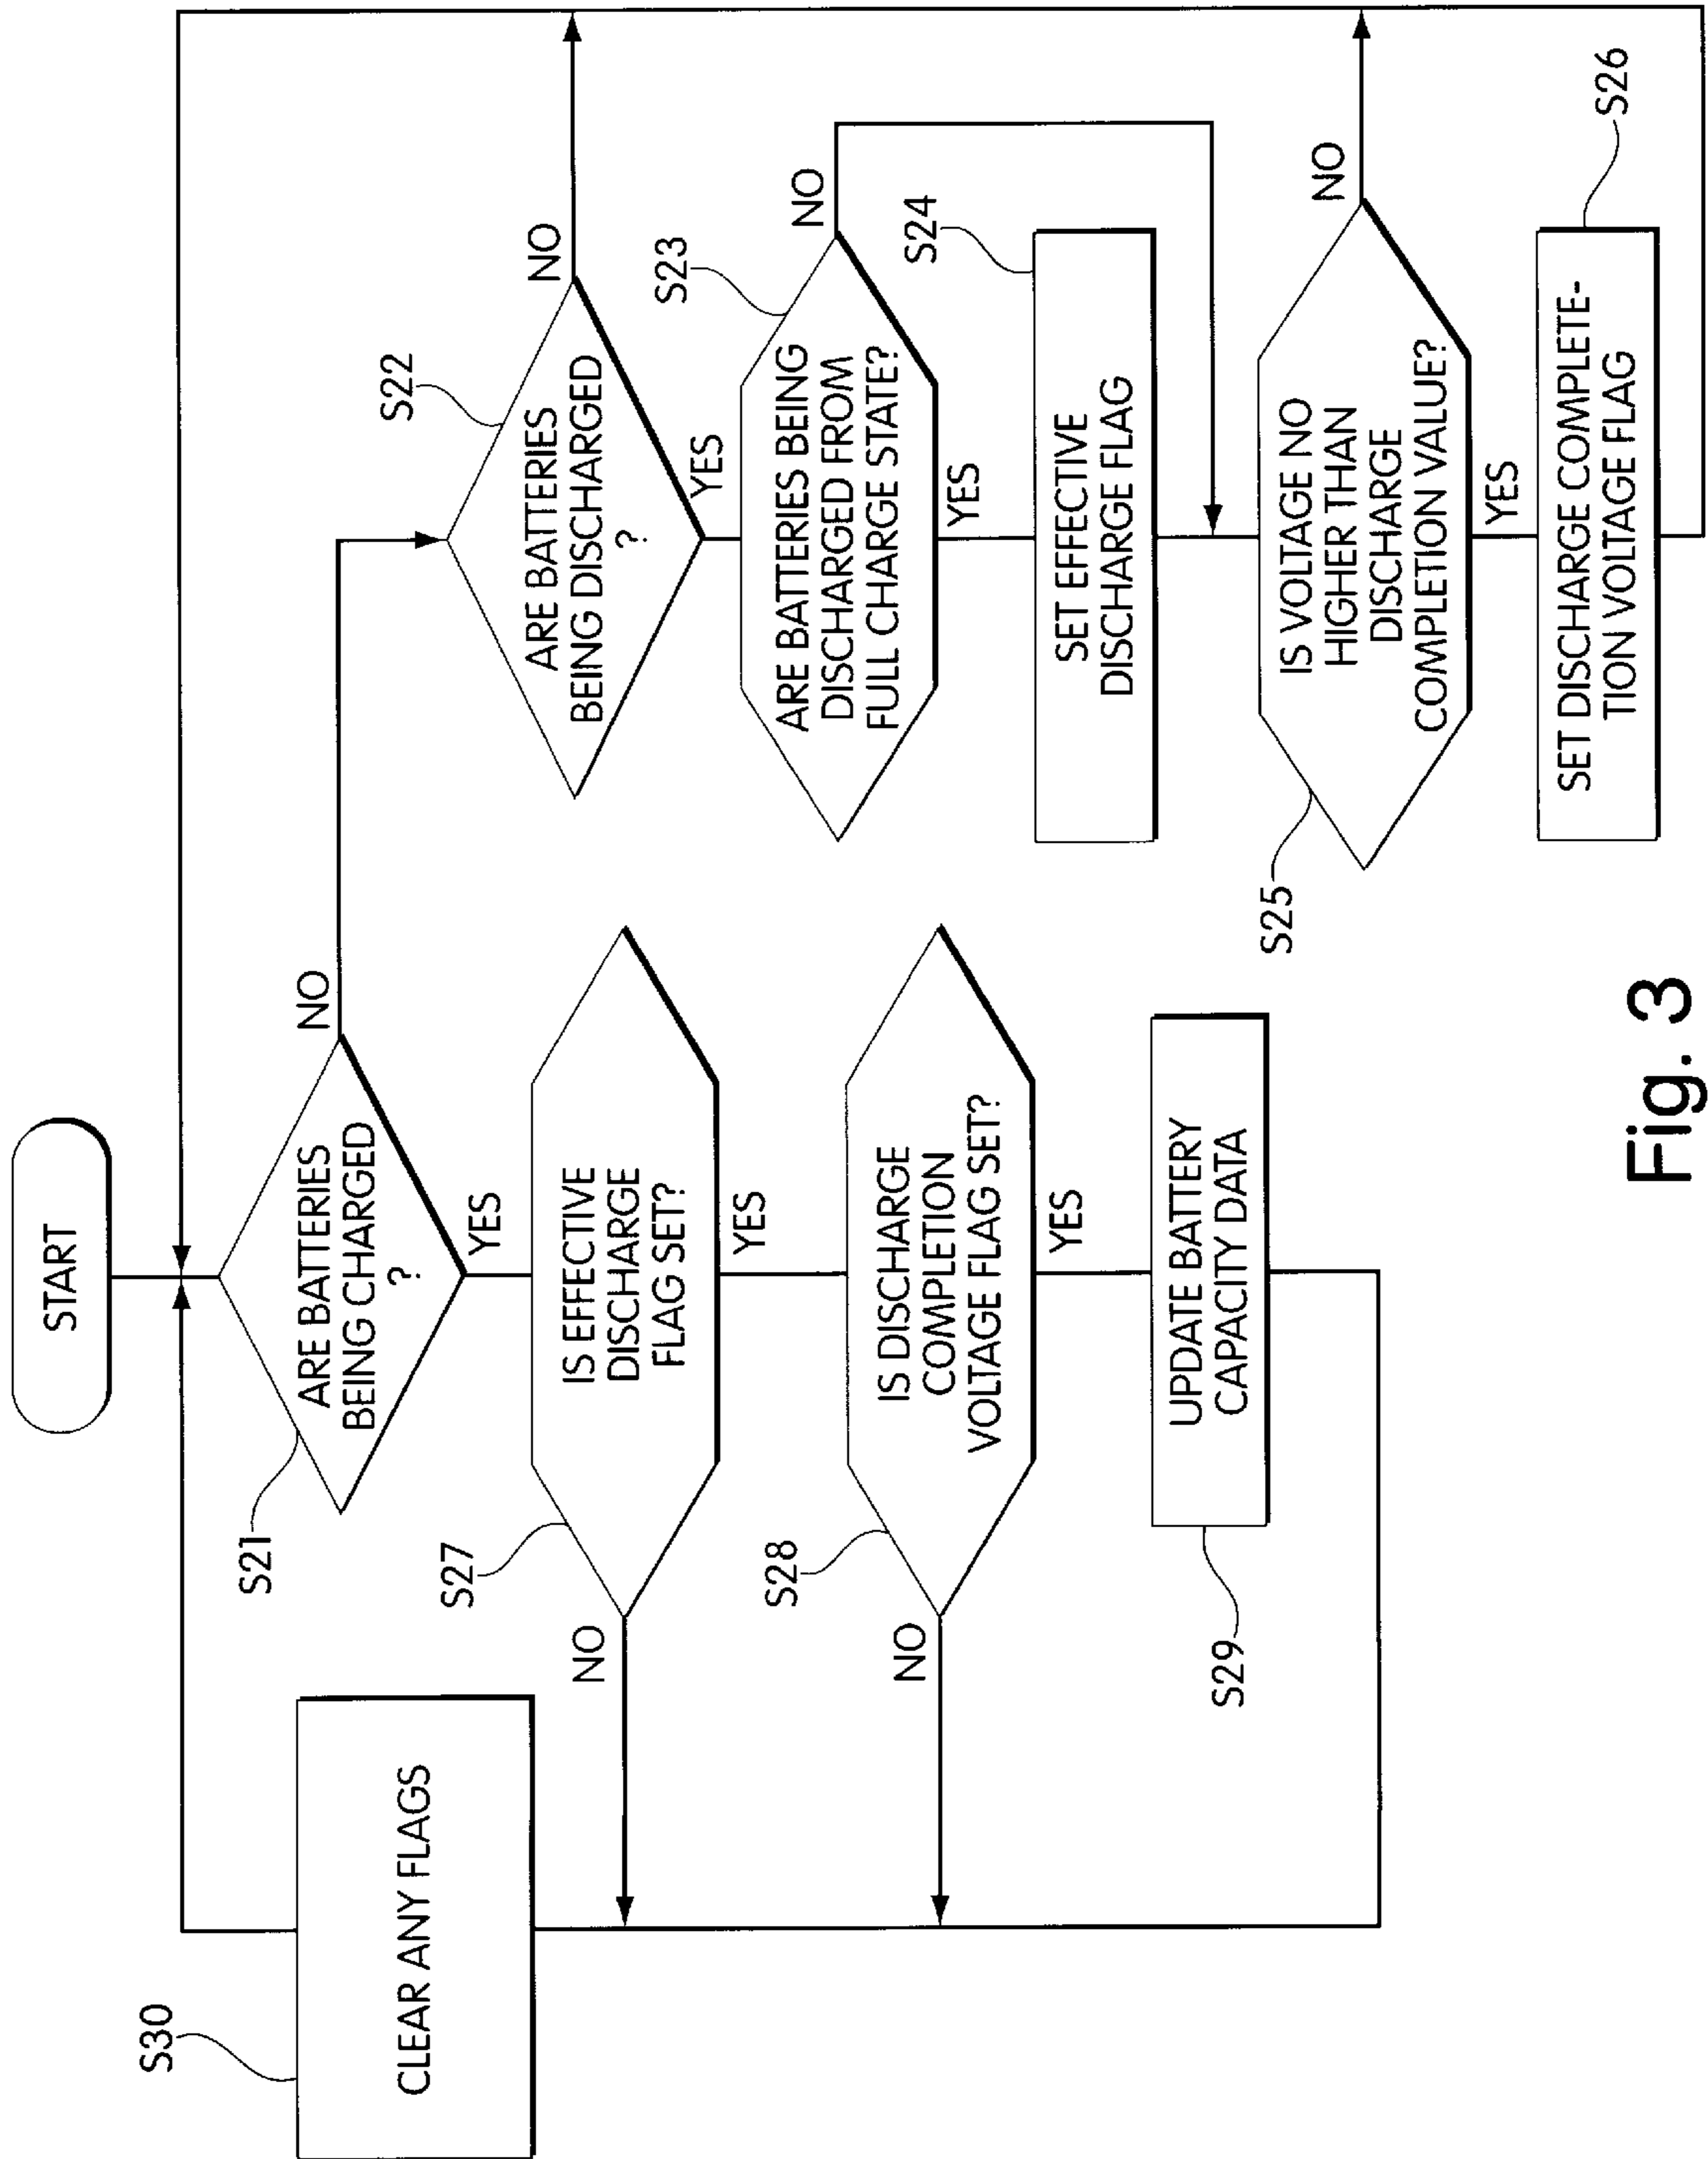 START
S21
ARE BATTERIES
BEING CHARGED
?
NO
YES
S22
ARE BATTERIES
BEING DISCHARGED
?
NO
YES
S23
ARE BATTERIES BEING
DISCHARGED FROM
FULL CHARGE STATE?
NO
YES
S24
SET EFFECTIVE
DISCHARGE FLAG
S25
IS VOLTAGE NO
HIGHER THAN
DISCHARGE
COMPLETION VALUE?
NO
YES
S26
SET DISCHARGE COMPLETE-
TION VOLTAGE FLAG
S27
IS EFFECTIVE
DISCHARGE
FLAG SET?
NO
YES
S28
IS DISCHARGE
COMPLETION
VOLTAGE FLAG SET?
NO
YES
S29
UPDATE BATTERY
CAPACITY DATA
S30
CLEAR ANY FLAGS
Fig. 3